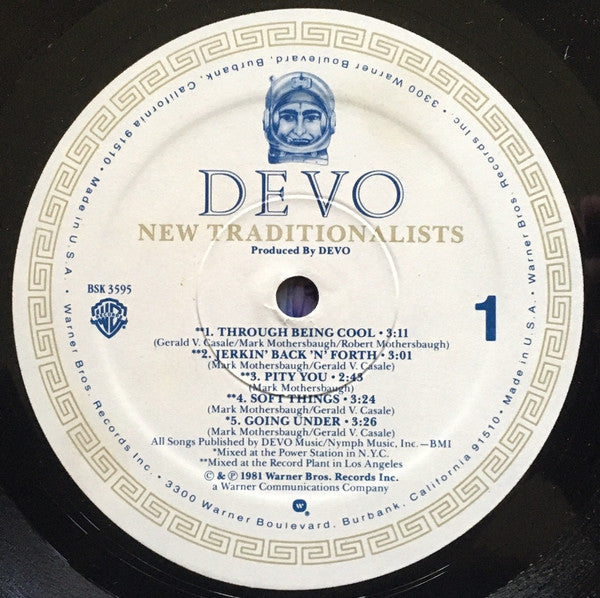 DEVO
NEW TRADITIONALISTS
Produced By DEVO
BSK 3595
WB
1
**1. THROUGH BEING COOL • 3:11
(Gerald V. Casale/Mark Mothersbaugh/Robert Mothersbaugh)
**2. JERKIN' BACK 'N' FORTH • 3:01
(Mark Mothersbaugh/Gerald V. Casale)
**3. PITY YOU • 2:43
(Mark Mothersbaugh)
**4. SOFT THINGS • 3:24
(Mark Mothersbaugh/Gerald V. Casale)
*5. GOING UNDER • 3:26
(Mark Mothersbaugh/Gerald V. Casale)
All Songs Published by DEVO Music/Nymph Music, Inc.—BMI
*Mixed at the Power Station in N.Y.C.
**Mixed at the Record Plant in Los Angeles
© & ℗ 1981 Warner Bros. Records Inc.
a Warner Communications Company
W®
Warner Bros. Records Inc. • 3300 Warner Boulevard, Burbank, California 91510 • Made in U.S.A. • Warner Bros. Records Inc. • 3300 Warner Boulevard, Burbank, California 91510 • Made in U.S.A. •